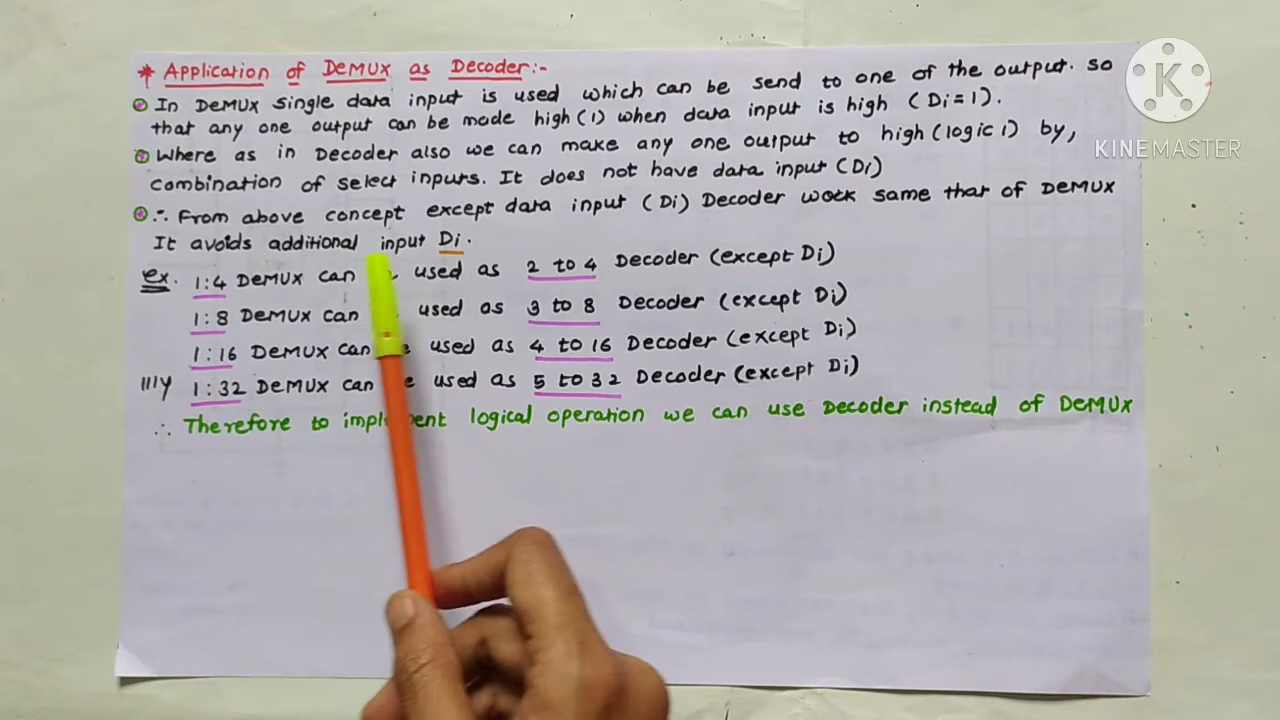 * Application of DeMUX as Decoder:-
In DeMUX single data input is used which can be send to one of the output. so
that any one output can be made high(1) when data input is high (Di=1).
Where as in Decoder also we can make any one output to high(logic 1) by,
combination of select inputs. It does not have data input (Di)
∴ From above concept except data input (Di) Decoder work same that of DeMUX
It avoids additional input Di.
ex. 1:4 DeMUX can used as 2 to 4 Decoder (except Di)
1:8 DeMUX can used as 3 to 8 Decoder (except Di)
1:16 DeMUX can used as 4 to 16 Decoder (except Di)
111y 1:32 DeMUX can used as 5 to 32 Decoder (except Di)
∴ Therefore to logical operation we can use Decoder instead of DeMUX
K
KINEMASTER